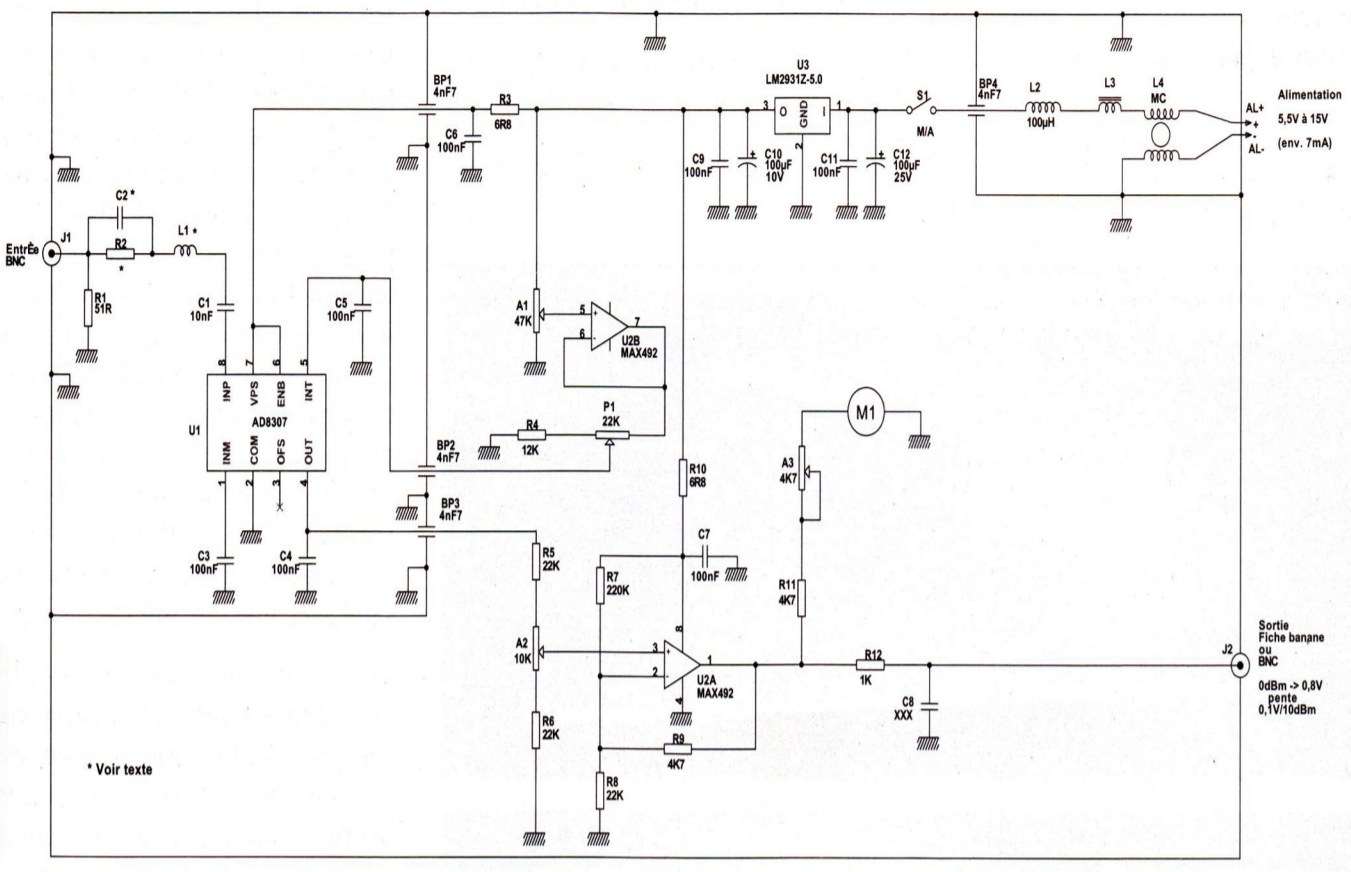 BP1
4nF7
R3
6R8
C6
100nF
U3
LM2931Z-5.0
3
O
GND
I
1
2
C9
100nF
+
C10
100µF
10V
C11
100nF
+
C12
100µF
25V
S1
M/A
BP4
4nF7
L2
100µH
L3
L4
MC
AL+
+
-
AL-
Alimentation
5,5V à 15V
(env. 7mA)
EntrÈe
BNC
J1
C2 *
R2
*
L1 *
R1
51R
C1
10nF
C5
100nF
8
7
6
5
INP
VPS
ENB
INT
AD8307
U1
INM
COM
OFS
OUT
1
2
3
4
C3
100nF
C4
100nF
A1
47K
5
+
6
-
7
U2B
MAX492
P1
22K
R4
12K
BP2
4nF7
BP3
4nF7
R10
6R8
C7
100nF
M1
A3
4K7
R11
4K7
R5
22K
R7
220K
A2
10K
8
3
+
2
-
1
4
U2A
MAX492
R12
1K
C8
XXX
R6
22K
R9
4K7
R8
22K
J2
Sortie
Fiche banane
ou
BNC
0dBm -> 0,8V
pente
0,1V/10dBm
* Voir texte